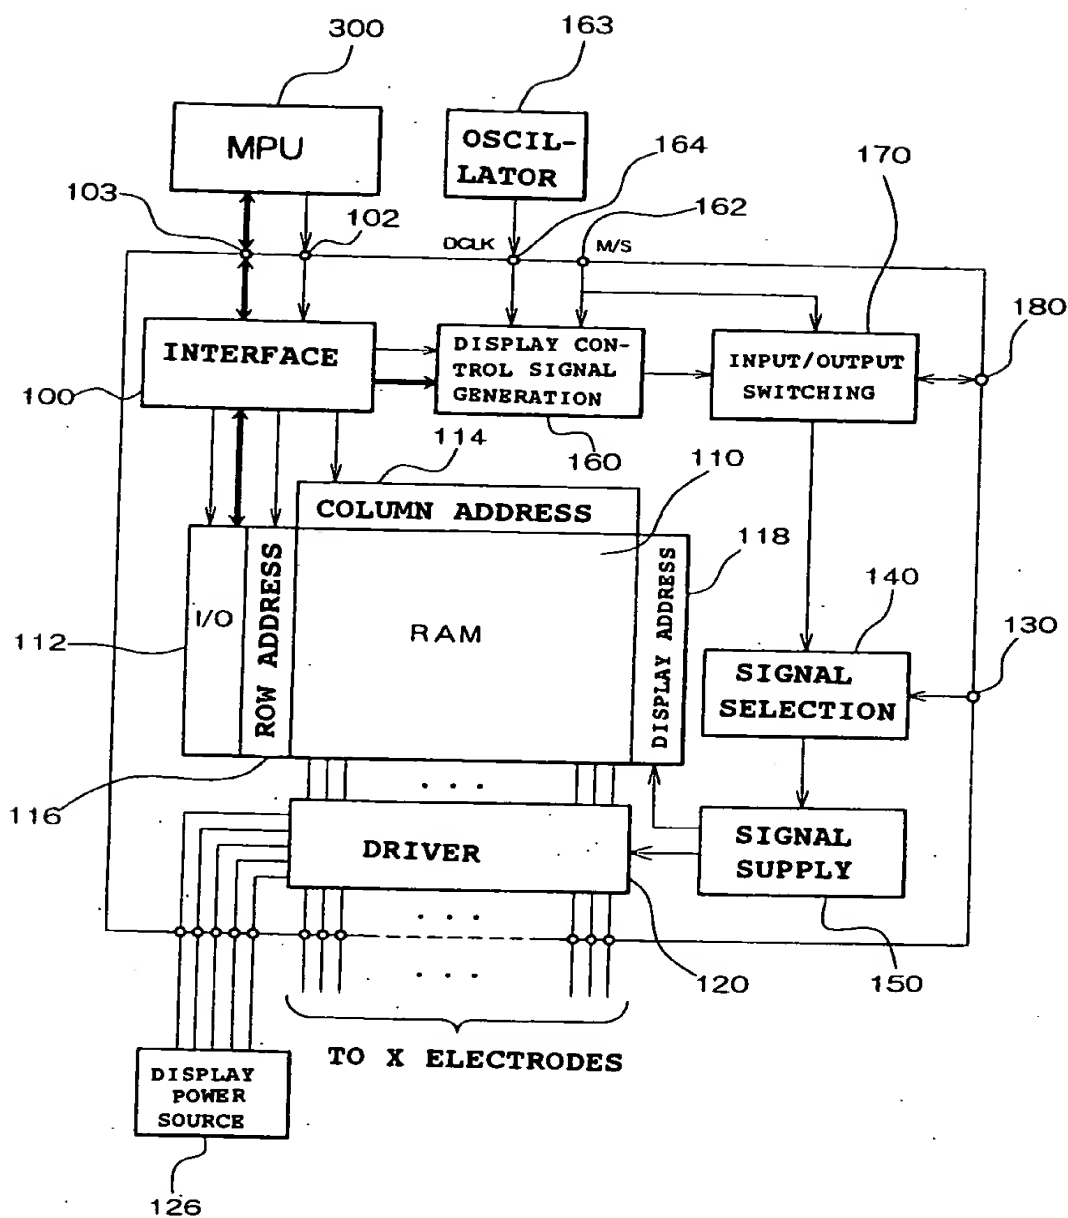 300
163
MPU
OSCIL-
LATOR
164
170
103
102
162
DCLK
M/S
180
INTERFACE
DISPLAY CON-
TROL SIGNAL
GENERATION
INPUT/OUTPUT
SWITCHING
100
114
160
110
COLUMN ADDRESS
118
I/O
ROW ADDRESS
RAM
DISPLAY ADDRESS
140
130
112
SIGNAL
SELECTION
116
DRIVER
SIGNAL
SUPPLY
120
150
TO X ELECTRODES
DISPLAY
POWER
SOURCE
126